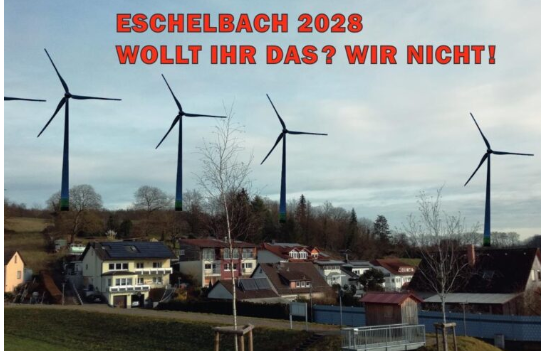 ESCHELBACH 2028
WOLLT IHR DAS? WIR NICHT!